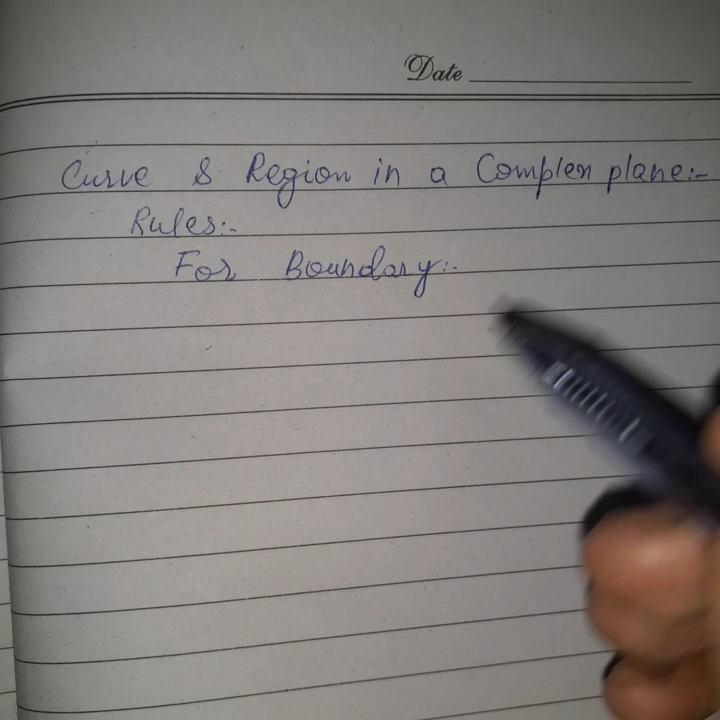 Date
Curve & Region in a Complex plane:-
Rules:-
For Boundary:-